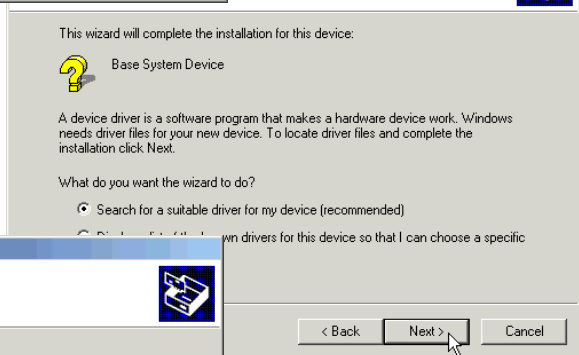 This wizard will complete the installation for this device:
Base System Device
A device driver is a software program that makes a hardware device work. Windows
needs driver files for your new device. To locate driver files and complete the
installation click Next.
What do you want the wizard to do?
Search for a suitable driver for my device (recommended)
drivers for this device so that I can choose a specific
< Back
Next >
Cancel